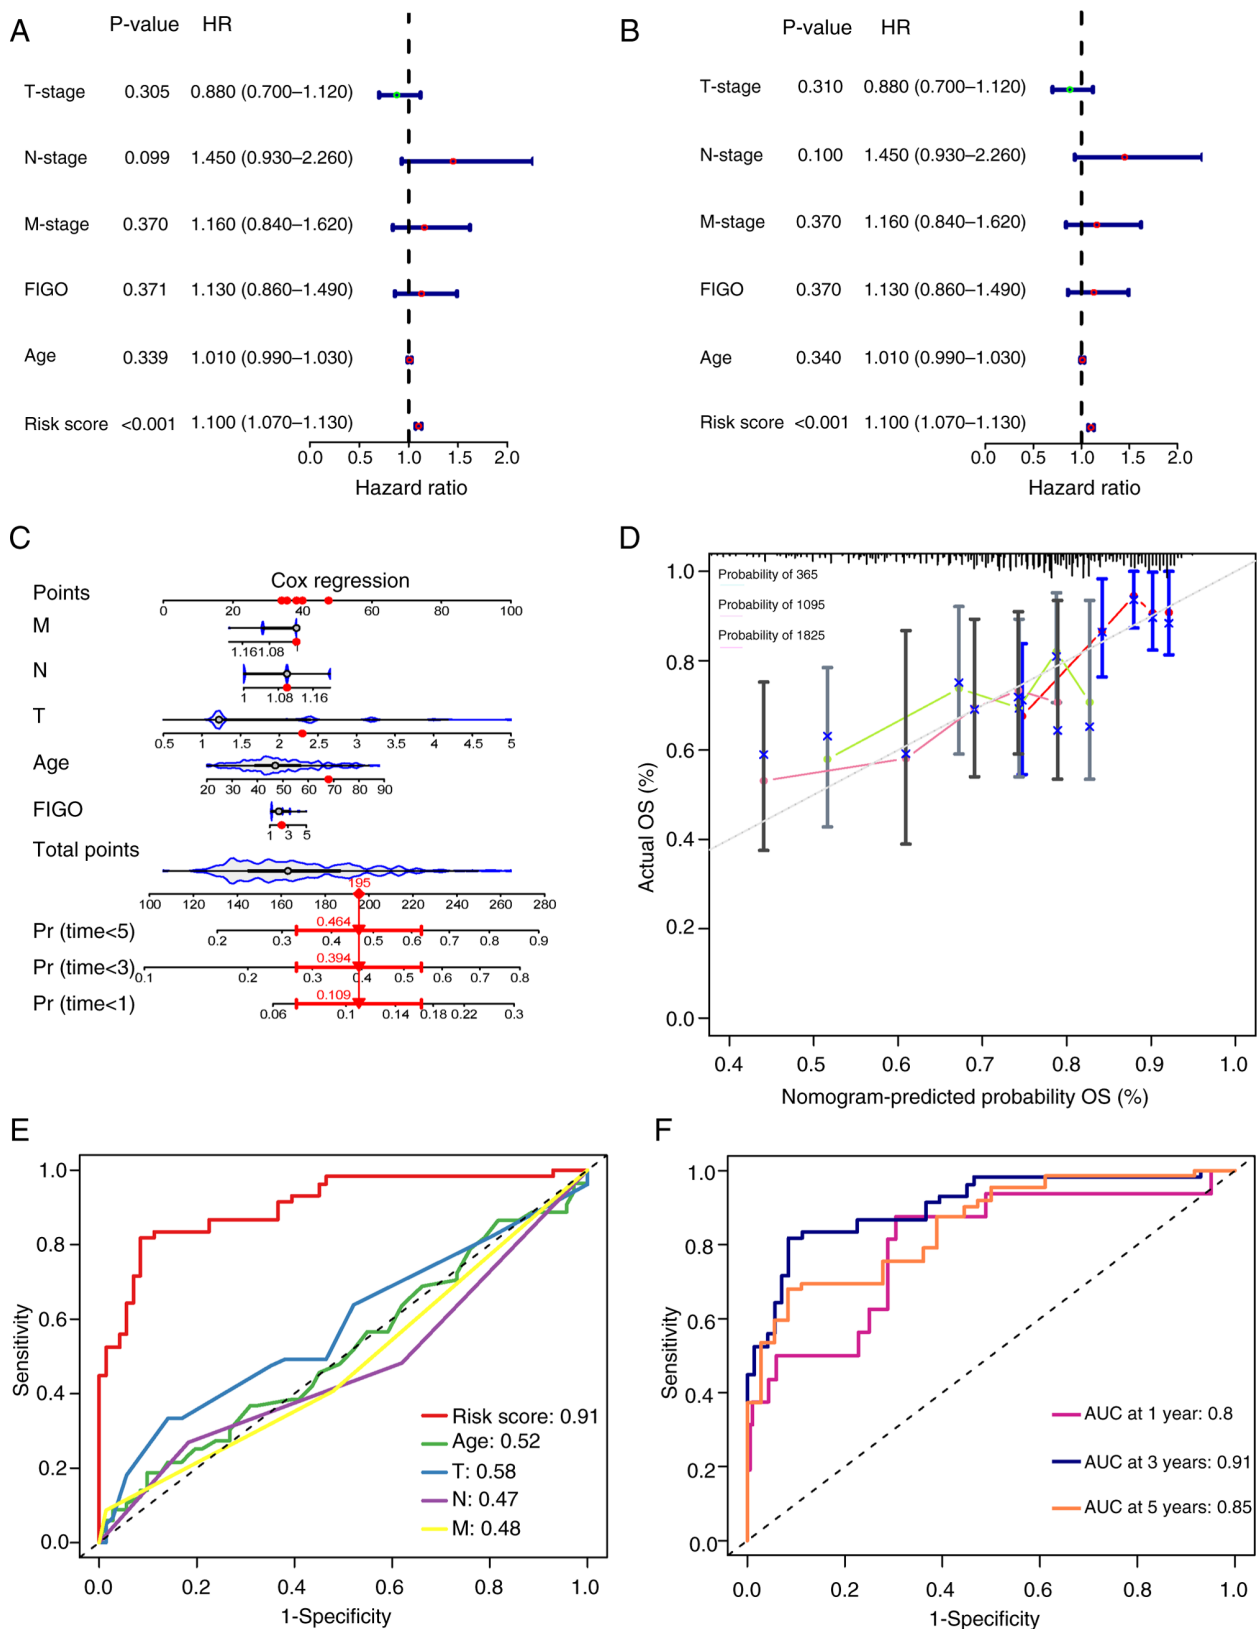 A
P-value HR
T-stage 0.305 0.880 (0.700–1.120)
N-stage 0.099 1.450 (0.930–2.260)
M-stage 0.370 1.160 (0.840–1.620)
FIGO 0.371 1.130 (0.860–1.490)
Age 0.339 1.010 (0.990–1.030)
Risk score <0.001 1.100 (1.070–1.130)
0.0 0.5 1.0 1.5 2.0
Hazard ratio
B
P-value HR
T-stage 0.310 0.880 (0.700–1.120)
N-stage 0.100 1.450 (0.930–2.260)
M-stage 0.370 1.160 (0.840–1.620)
FIGO 0.370 1.130 (0.860–1.490)
Age 0.340 1.010 (0.990–1.030)
Risk score <0.001 1.100 (1.070–1.130)
0.0 0.5 1.0 1.5 2.0
Hazard ratio
C
Cox regression
Points
0 20 40 60 80 100
M
1.161.08 1
N
1 1.08 1.16
T
0.5 1 1.5 2 2.5 3 3.5 4 4.5 5
Age
20 30 40 50 60 70 80 90
FIGO
1 3 5
Total points
195
100 120 140 160 180 200 220 240 260 280
Pr (time<5)
0.464
0.2 0.3 0.4 0.5 0.6 0.7 0.8 0.9
Pr (time<3)
0.394
0.1 0.2 0.3 0.4 0.5 0.6 0.7 0.8
Pr (time<1)
0.109
0.06 0.1 0.14 0.18 0.22 0.3
D
Probability of 365
Probability of 1095
Probability of 1825
Actual OS (%)
1.0
0.8
0.6
0.4
0.2
0.0
0.4 0.5 0.6 0.7 0.8 0.9 1.0
Nomogram-predicted probability OS (%)
E
Sensitivity
1.0
0.8
0.6
0.4
0.2
0.0
Risk score: 0.91
Age: 0.52
T: 0.58
N: 0.47
M: 0.48
0.0 0.2 0.4 0.6 0.8 1.0
1-Specificity
F
Sensitivity
1.0
0.8
0.6
0.4
0.2
0.0
AUC at 1 year: 0.8
AUC at 3 years: 0.91
AUC at 5 years: 0.85
0.0 0.2 0.4 0.6 0.8 1.0
1-Specificity